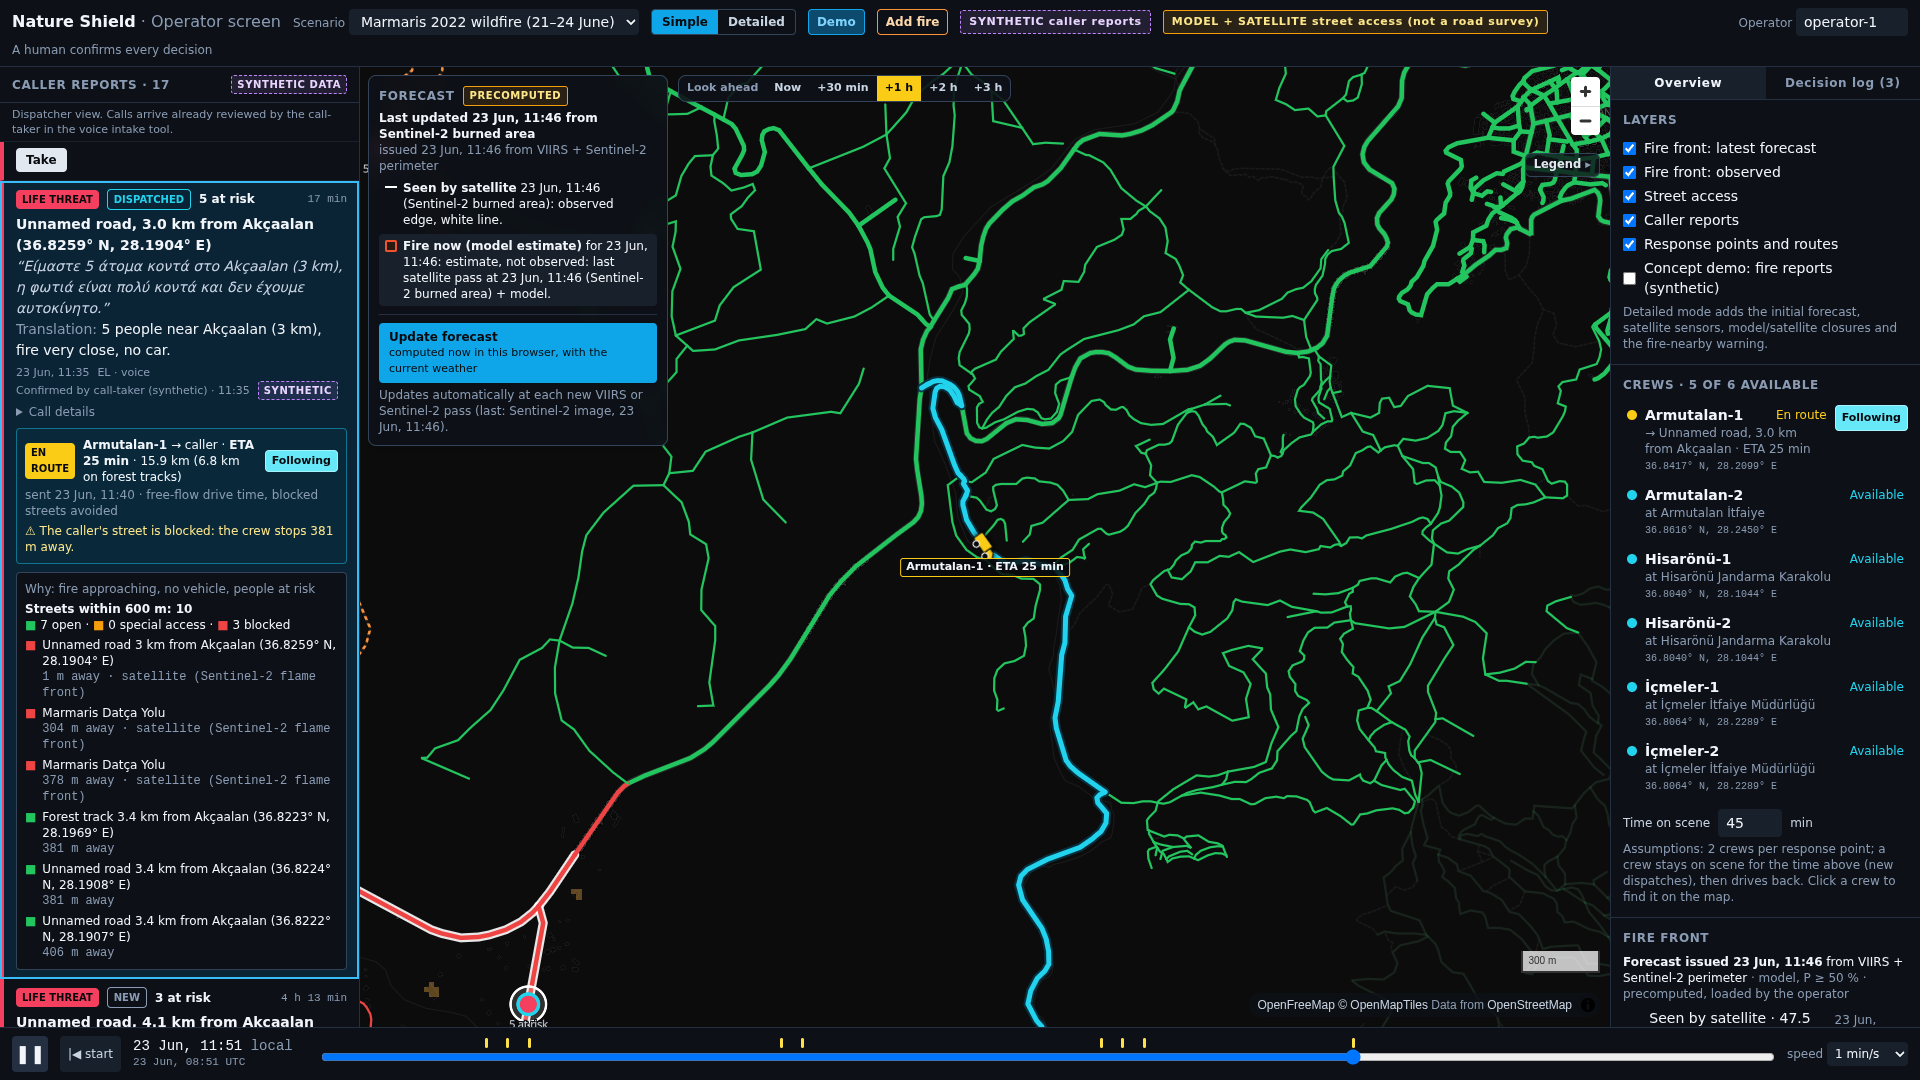 Nature Shield · Operator screen
Scenario Marmaris 2022 wildfire (21–24 June)
Simple Detailed Demo Add fire
SYNTHETIC caller reports
MODEL + SATELLITE street access (not a road survey)
Operator operator-1
A human confirms every decision
CALLER REPORTS · 17
SYNTHETIC DATA
Dispatcher view. Calls arrive already reviewed by the call-
taker in the voice intake tool.
Take
LIFE THREAT DISPATCHED 5 at risk 17 min
Unnamed road, 3.0 km from Akçaalan
(36.8259° N, 28.1904° E)
“Είμαστε 5 άτομα κοντά στο Akçaalan (3 km),
η φωτιά είναι πολύ κοντά και δεν έχουμε
αυτοκίνητο.”
Translation: 5 people near Akçaalan (3 km),
fire very close, no car.
23 Jun, 11:35 EL · voice
Confirmed by call-taker (synthetic) · 11:35 SYNTHETIC
▶ Call details
EN ROUTE
Armutalan-1 → caller · ETA
25 min · 15.9 km (6.8 km
on forest tracks)
Following
sent 23 Jun, 11:40 · free-flow drive time, blocked
streets avoided
⚠ The caller's street is blocked: the crew stops 381
m away.
Why: fire approaching, no vehicle, people at risk
Streets within 600 m: 10
7 open · 0 special access · 3 blocked
Unnamed road 3 km from Akçaalan (36.8259° N,
28.1904° E)
1 m away · satellite (Sentinel-2 flame
front)
Marmaris Datça Yolu
304 m away · satellite (Sentinel-2 flame
front)
Marmaris Datça Yolu
378 m away · satellite (Sentinel-2 flame
front)
Forest track 3.4 km from Akçaalan (36.8223° N,
28.1969° E)
381 m away
Unnamed road 3.4 km from Akçaalan (36.8224°
N, 28.1908° E)
381 m away
Unnamed road 3.4 km from Akçaalan (36.8222°
N, 28.1907° E)
406 m away
LIFE THREAT NEW 3 at risk 4 h 13 min
Unnamed road, 4.1 km from Akçaalan
FORECAST PRECOMPUTED
Last updated 23 Jun, 11:46 from
Sentinel-2 burned area
issued 23 Jun, 11:46 from VIIRS + Sentinel-2
perimeter
Seen by satellite 23 Jun, 11:46
(Sentinel-2 burned area): observed
edge, white line.
Fire now (model estimate) for 23 Jun,
11:46: estimate, not observed: last
satellite pass at 23 Jun, 11:46 (Sentinel-
2 burned area) + model.
Update forecast
computed now in this browser, with the
current weather
Updates automatically at each new VIIRS or
Sentinel-2 pass (last: Sentinel-2 image, 23
Jun, 11:46).
Look ahead Now +30 min +1 h +2 h +3 h
Armutalan-1 · ETA 25 min
5 at risk
+
−
Legend ▸
300 m
OpenFreeMap © OpenMapTiles Data from OpenStreetMap
Overview Decision log (3)
LAYERS
Fire front: latest forecast
Fire front: observed
Street access
Caller reports
Response points and routes
Concept demo: fire reports
(synthetic)
Detailed mode adds the initial forecast,
satellite sensors, model/satellite closures and
the fire-nearby warning.
CREWS · 5 OF 6 AVAILABLE
Armutalan-1 En route Following
→ Unnamed road, 3.0 km
from Akçaalan · ETA 25 min
36.8417° N, 28.2099° E
Armutalan-2 Available
at Armutalan İtfaiye
36.8616° N, 28.2450° E
Hisarönü-1 Available
at Hisarönü Jandarma Karakolu
36.8040° N, 28.1044° E
Hisarönü-2 Available
at Hisarönü Jandarma Karakolu
36.8040° N, 28.1044° E
İçmeler-1 Available
at İçmeler İtfaiye Müdürlüğü
36.8064° N, 28.2289° E
İçmeler-2 Available
at İçmeler İtfaiye Müdürlüğü
36.8064° N, 28.2289° E
Time on scene 45 min
Assumptions: 2 crews per response point; a
crew stays on scene for the time above (new
dispatches), then drives back. Click a crew to
find it on the map.
FIRE FRONT
Forecast issued 23 Jun, 11:46 from VIIRS +
Sentinel-2 perimeter · model, P ≥ 50 % ·
precomputed, loaded by the operator
Seen by satellite · 47.5 23 Jun,
start
23 Jun, 11:51 local
23 Jun, 08:51 UTC
speed 1 min/s